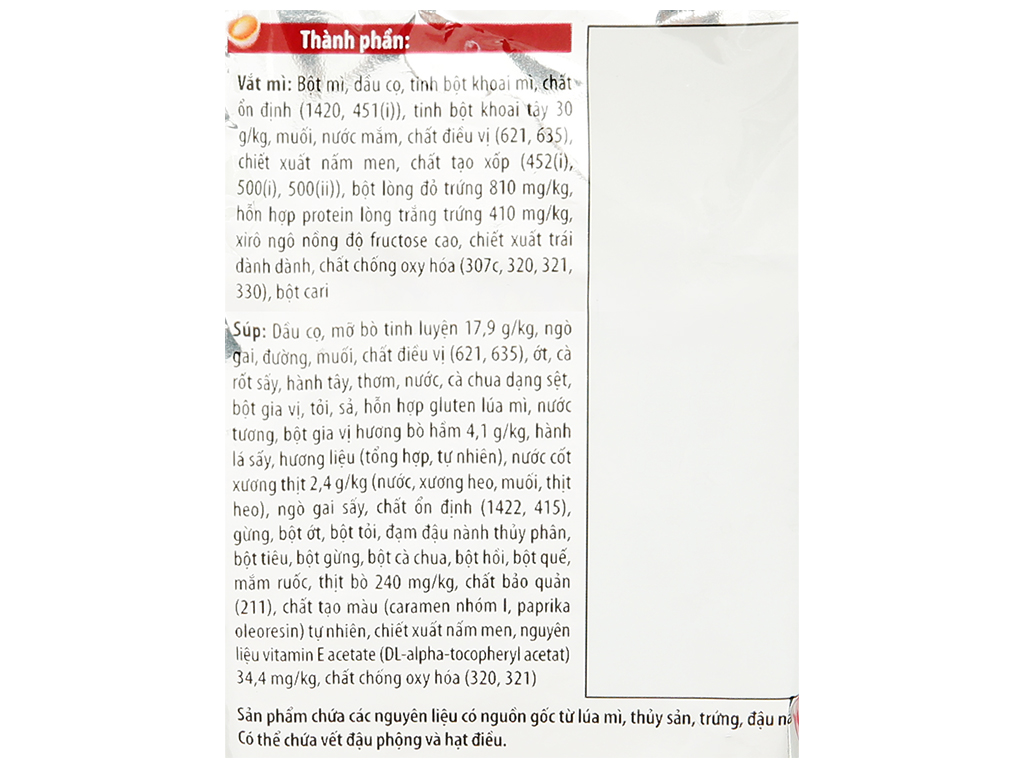 Thành phần:
Vắt mì: Bột mì, dầu cọ, tinh bột khoai mì, chất
ổn định (1420, 451(i)), tinh bột khoai tây 30
g/kg, muối, nước mắm, chất điều vị (621, 635),
chiết xuất nấm men, chất tạo xốp (452(i),
500(i), 500(ii)), bột lòng đỏ trứng 810 mg/kg,
hỗn hợp protein lòng trắng trứng 410 mg/kg,
xirô ngô nồng độ fructose cao, chiết xuất trái
dành dành, chất chống oxy hóa (307c, 320, 321,
330), bột cari
Súp: Dầu cọ, mỡ bò tinh luyện 17,9 g/kg, ngò
gai, đường, muối, chất điều vị (621, 635), ớt, cà
rốt sấy, hành tây, thơm, nước, cà chua dạng sệt,
bột gia vị, tỏi, sả, hỗn hợp gluten lúa mì, nước
tương, bột gia vị hương bò hầm 4,1 g/kg, hành
lá sấy, hương liệu (tổng hợp, tự nhiên), nước cốt
xương thịt 2,4 g/kg (nước, xương heo, muối, thịt
heo), ngò gai sấy, chất ổn định (1422, 415),
gừng, bột ớt, bột tỏi, đạm đậu nành thủy phân,
bột tiêu, bột gừng, bột cà chua, bột hồi, bột quế,
mắm ruốc, thịt bò 240 mg/kg, chất bảo quản
(211), chất tạo màu (caramen nhóm I, paprika
oleoresin) tự nhiên, chiết xuất nấm men, nguyên
liệu vitamin E acetate (DL-alpha-tocopheryl acetat)
34,4 mg/kg, chất chống oxy hóa (320, 321)
Sản phẩm chứa các nguyên liệu có nguồn gốc từ lúa mì, thủy sản, trứng, đậu
Có thể chứa vết đậu phộng và hạt điều.